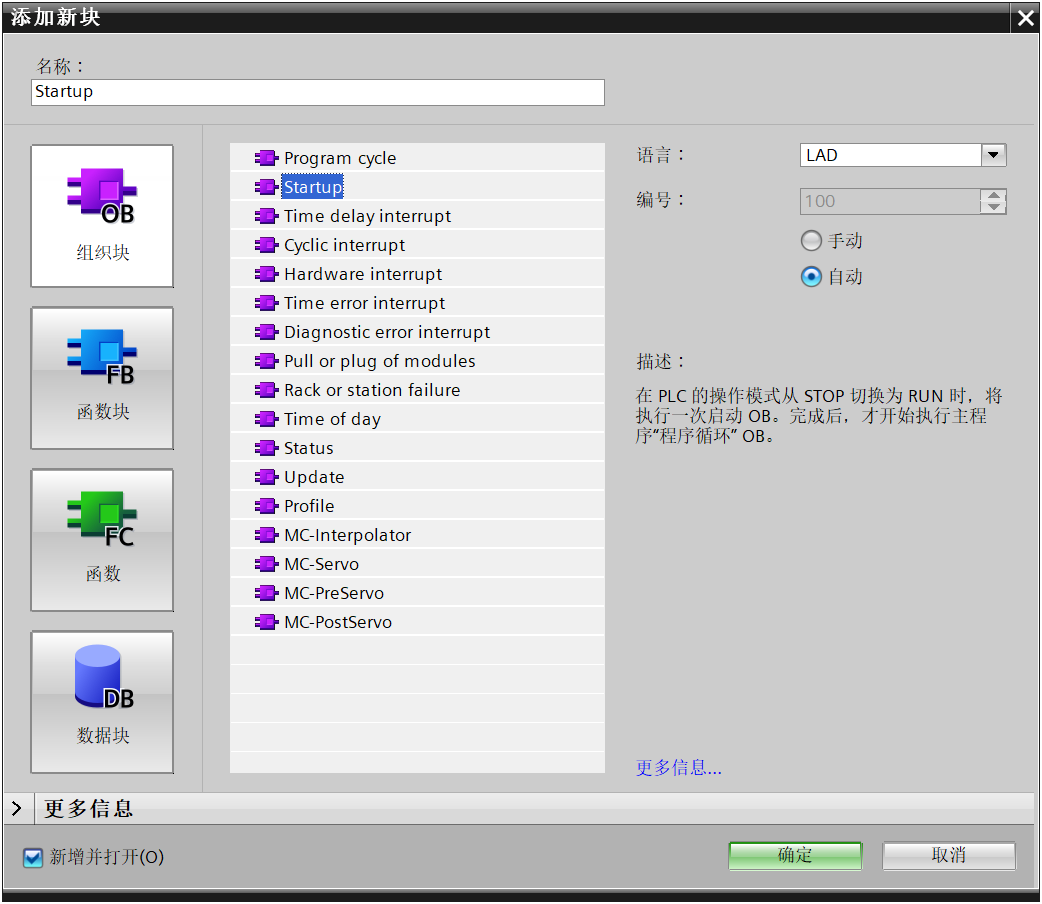 添加新块
名称：
Startup
OB
组织块
FB
函数块
FC
函数
DB
数据块
Program cycle
Startup
Time delay interrupt
Cyclic interrupt
Hardware interrupt
Time error interrupt
Diagnostic error interrupt
Pull or plug of modules
Rack or station failure
Time of day
Status
Update
Profile
MC-Interpolator
MC-Servo
MC-PreServo
MC-PostServo
语言：
LAD
编号：
100
手动
自动
描述：
在 PLC 的操作模式从 STOP 切换为 RUN 时，将
执行一次启动 OB。完成后，才开始执行主程
序“程序循环” OB。
更多信息...
更多信息
新增并打开(O)
确定
取消